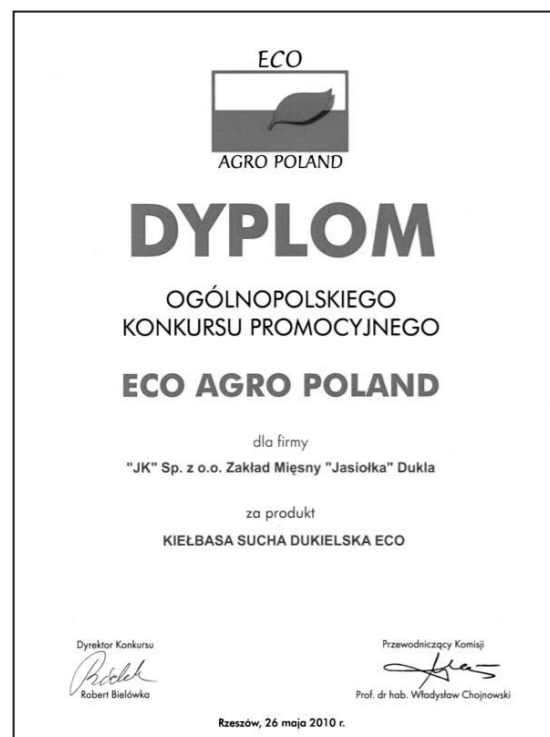 ECO
AGRO POLAND
DYPLOM
OGÓLNOPOLSKIEGO
KONKURSU PROMOCYJNEGO
ECO AGRO POLAND
dla firmy
"JK" Sp. z o.o. Zakład Mięsny "Jasiołka" Dukla
za produkt
KIEŁBASA SUCHA DUKIELSKA ECO
Dyrektor Konkursu
Robert Bielówka
Przewodniczący Komisji
Prof. dr hab. Władysław Chojnowski
Rzeszów, 26 maja 2010 r.